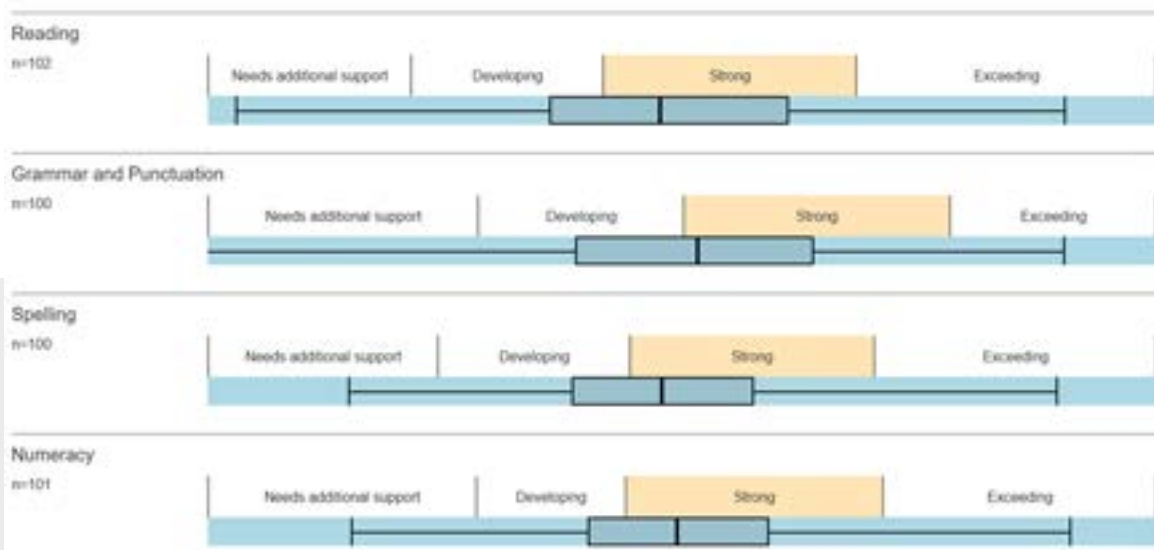 Reading
n=102
Needs additional support Developing Strong Exceeding
Grammar and Punctuation
n=100
Needs additional support Developing Strong Exceeding
Spelling
n=100
Needs additional support Developing Strong Exceeding
Numeracy
n=101
Needs additional support Developing Strong Exceeding